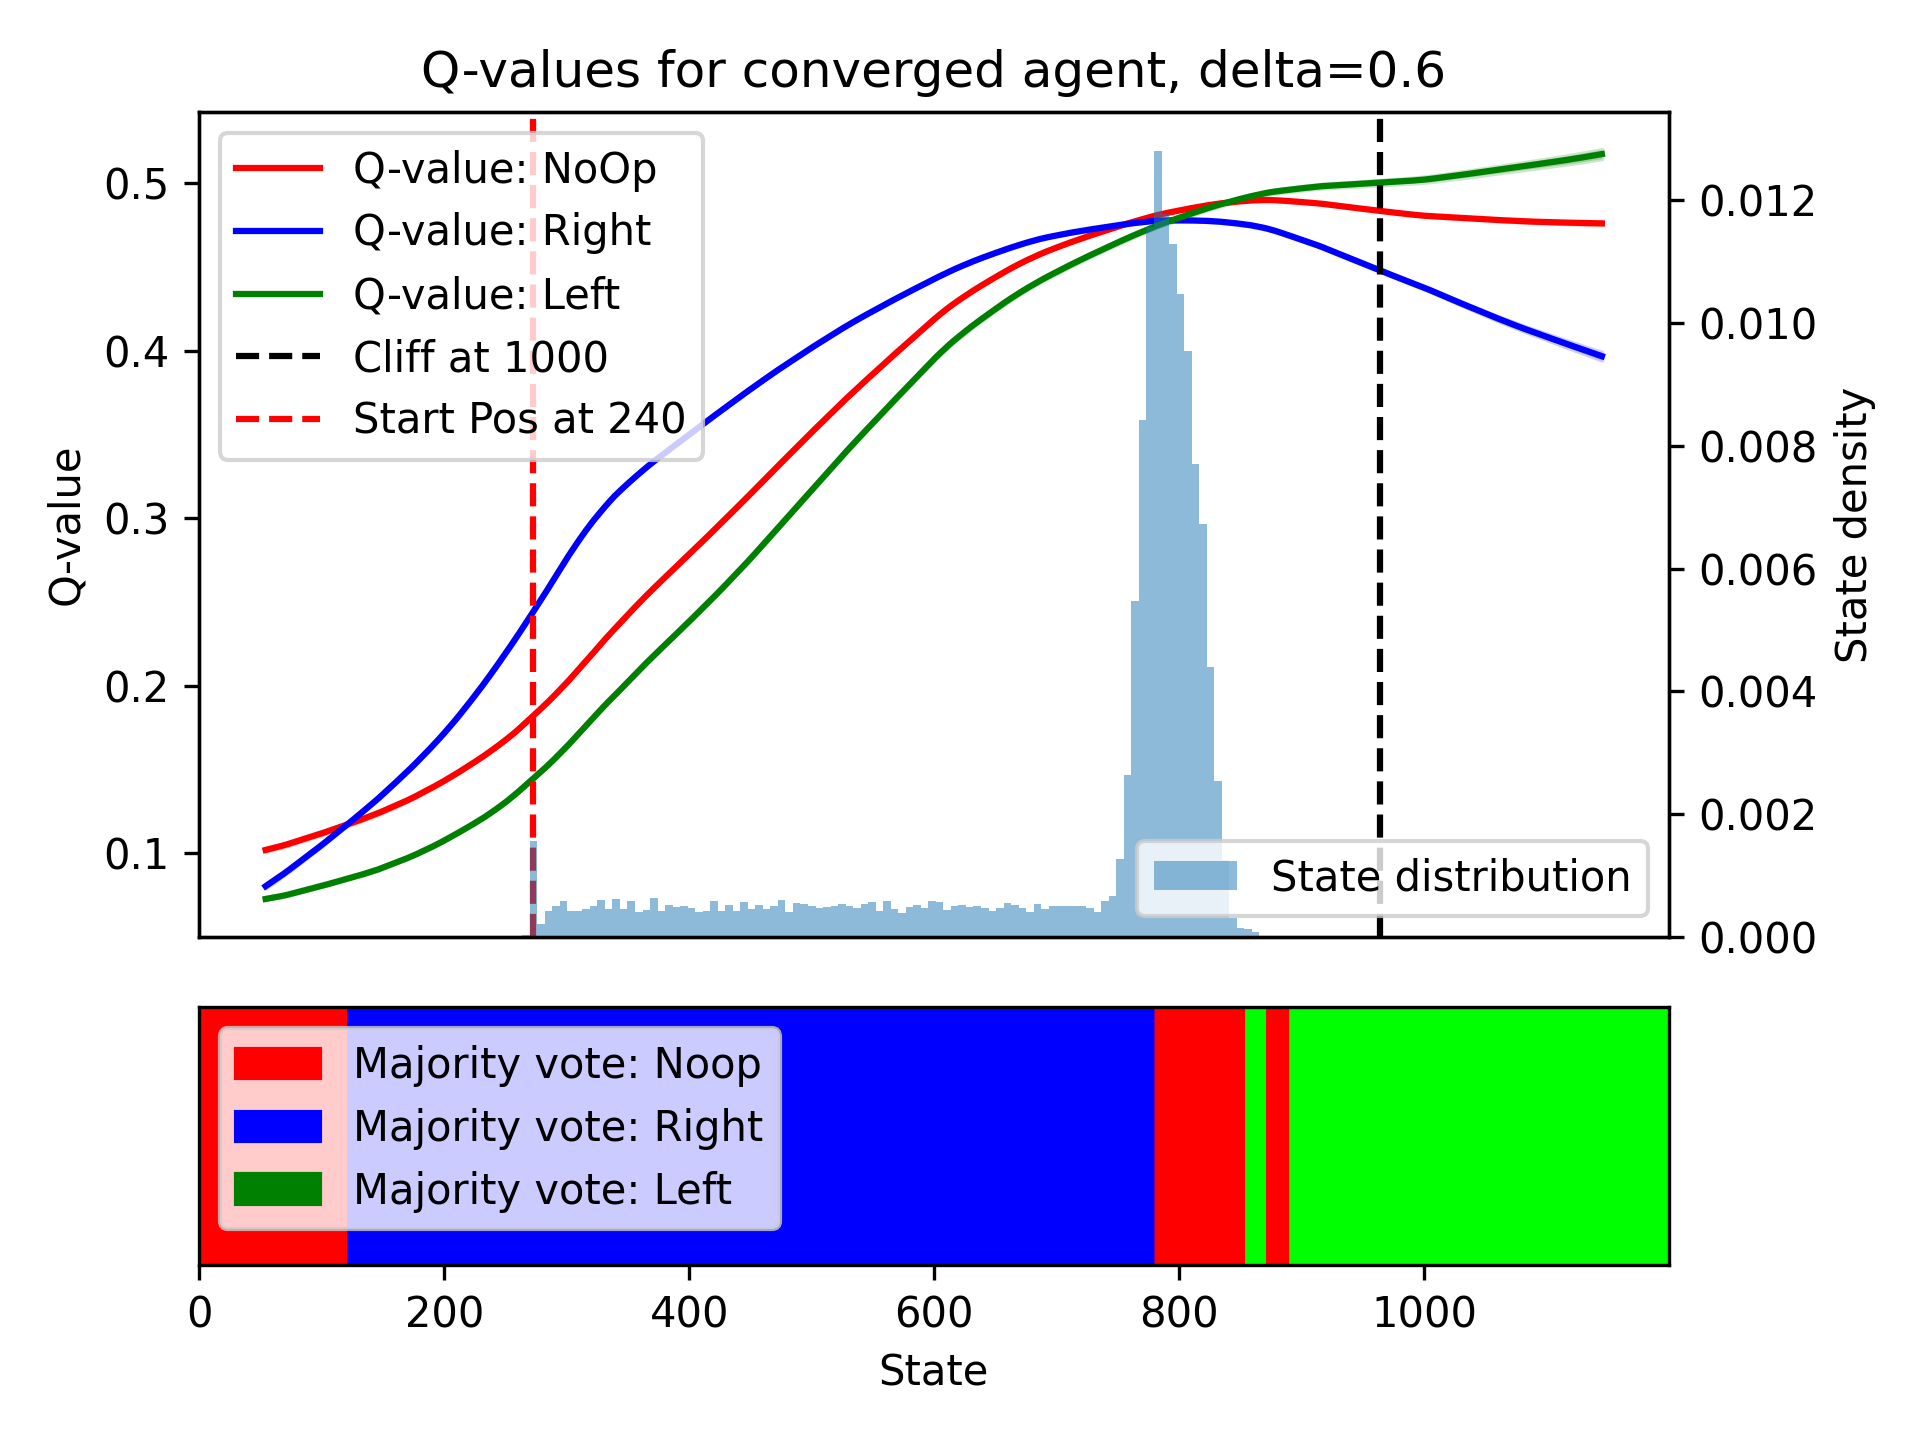 Q-values for converged agent, delta=0.6
Q-value: NoOp
Q-value: Right
Q-value: Left
Cliff at 1000
Start Pos at 240
0.5
0.4
0.3
0.2
0.1
Q-value
0.012
0.010
0.008
0.006
0.004
0.002
0.000
State density
State distribution
Majority vote: Noop
Majority vote: Right
Majority vote: Left
0 200 400 600 800 1000
State